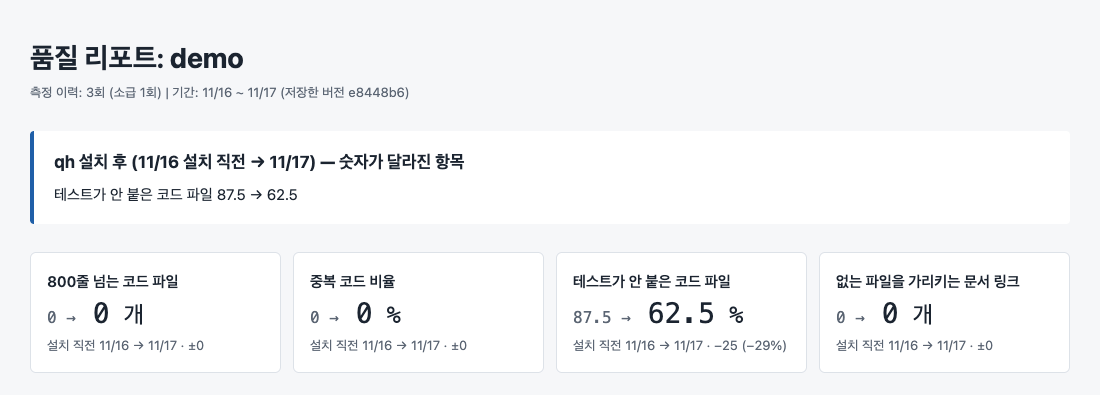 품질 리포트: demo
측정 이력: 3회 (소급 1회) | 기간: 11/16 ~ 11/17 (저장한 버전 e8448b6)
qh 설치 후 (11/16 설치 직전 → 11/17) — 숫자가 달라진 항목
테스트가 안 붙은 코드 파일 87.5 → 62.5
800줄 넘는 코드 파일
0 → 0 개
설치 직전 11/16 → 11/17 · ±0
중복 코드 비율
0 → 0 %
설치 직전 11/16 → 11/17 · ±0
테스트가 안 붙은 코드 파일
87.5 → 62.5 %
설치 직전 11/16 → 11/17 · −25 (−29%)
없는 파일을 가리키는 문서 링크
0 → 0 개
설치 직전 11/16 → 11/17 · ±0